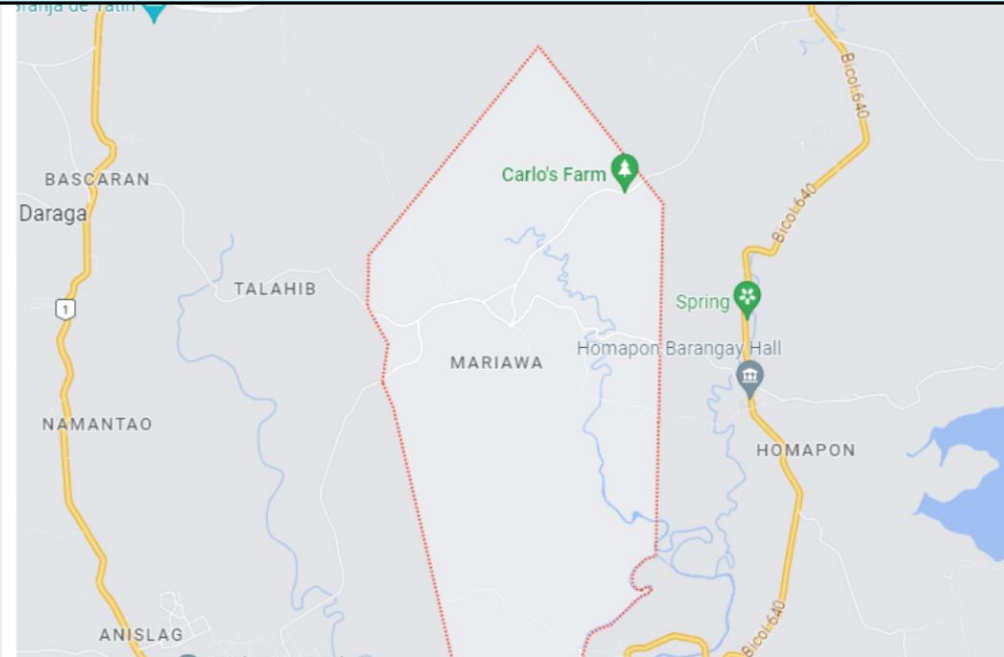 Bicol 640
Carlo's Farm
BASCARAN
Daraga
Bicol 640
TALAHIB
Spring
1
Homapon Barangay Hall
MARIAWA
NAMANTAO
HOMAPON
ANISLAG
Bicol 640